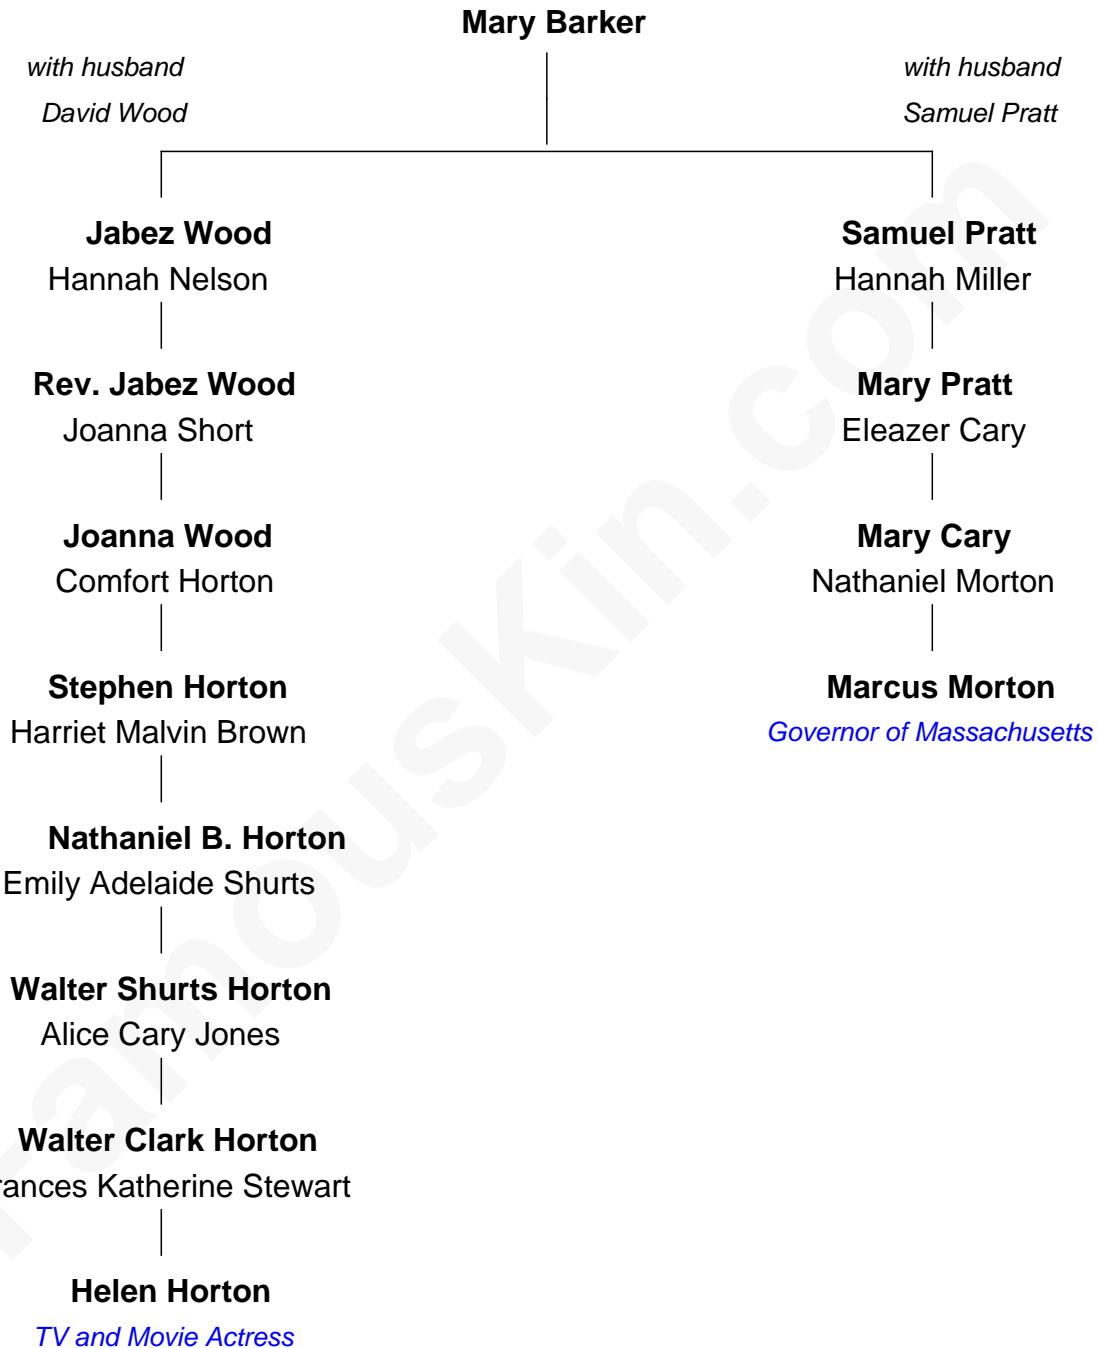 Mary Barker
with husband
David Wood
with husband
Samuel Pratt
Jabez Wood
Hannah Nelson
Samuel Pratt
Hannah Miller
Rev. Jabez Wood
Joanna Short
Mary Pratt
Eleazer Cary
Joanna Wood
Comfort Horton
Mary Cary
Nathaniel Morton
Stephen Horton
Harriet Malvin Brown
Marcus Morton
Governor of Massachusetts
Nathaniel B. Horton
Emily Adelaide Shurts
Walter Shurts Horton
Alice Cary Jones
Walter Clark Horton
rances Katherine Stewart
Helen Horton
TV and Movie Actress
FamousKin.com